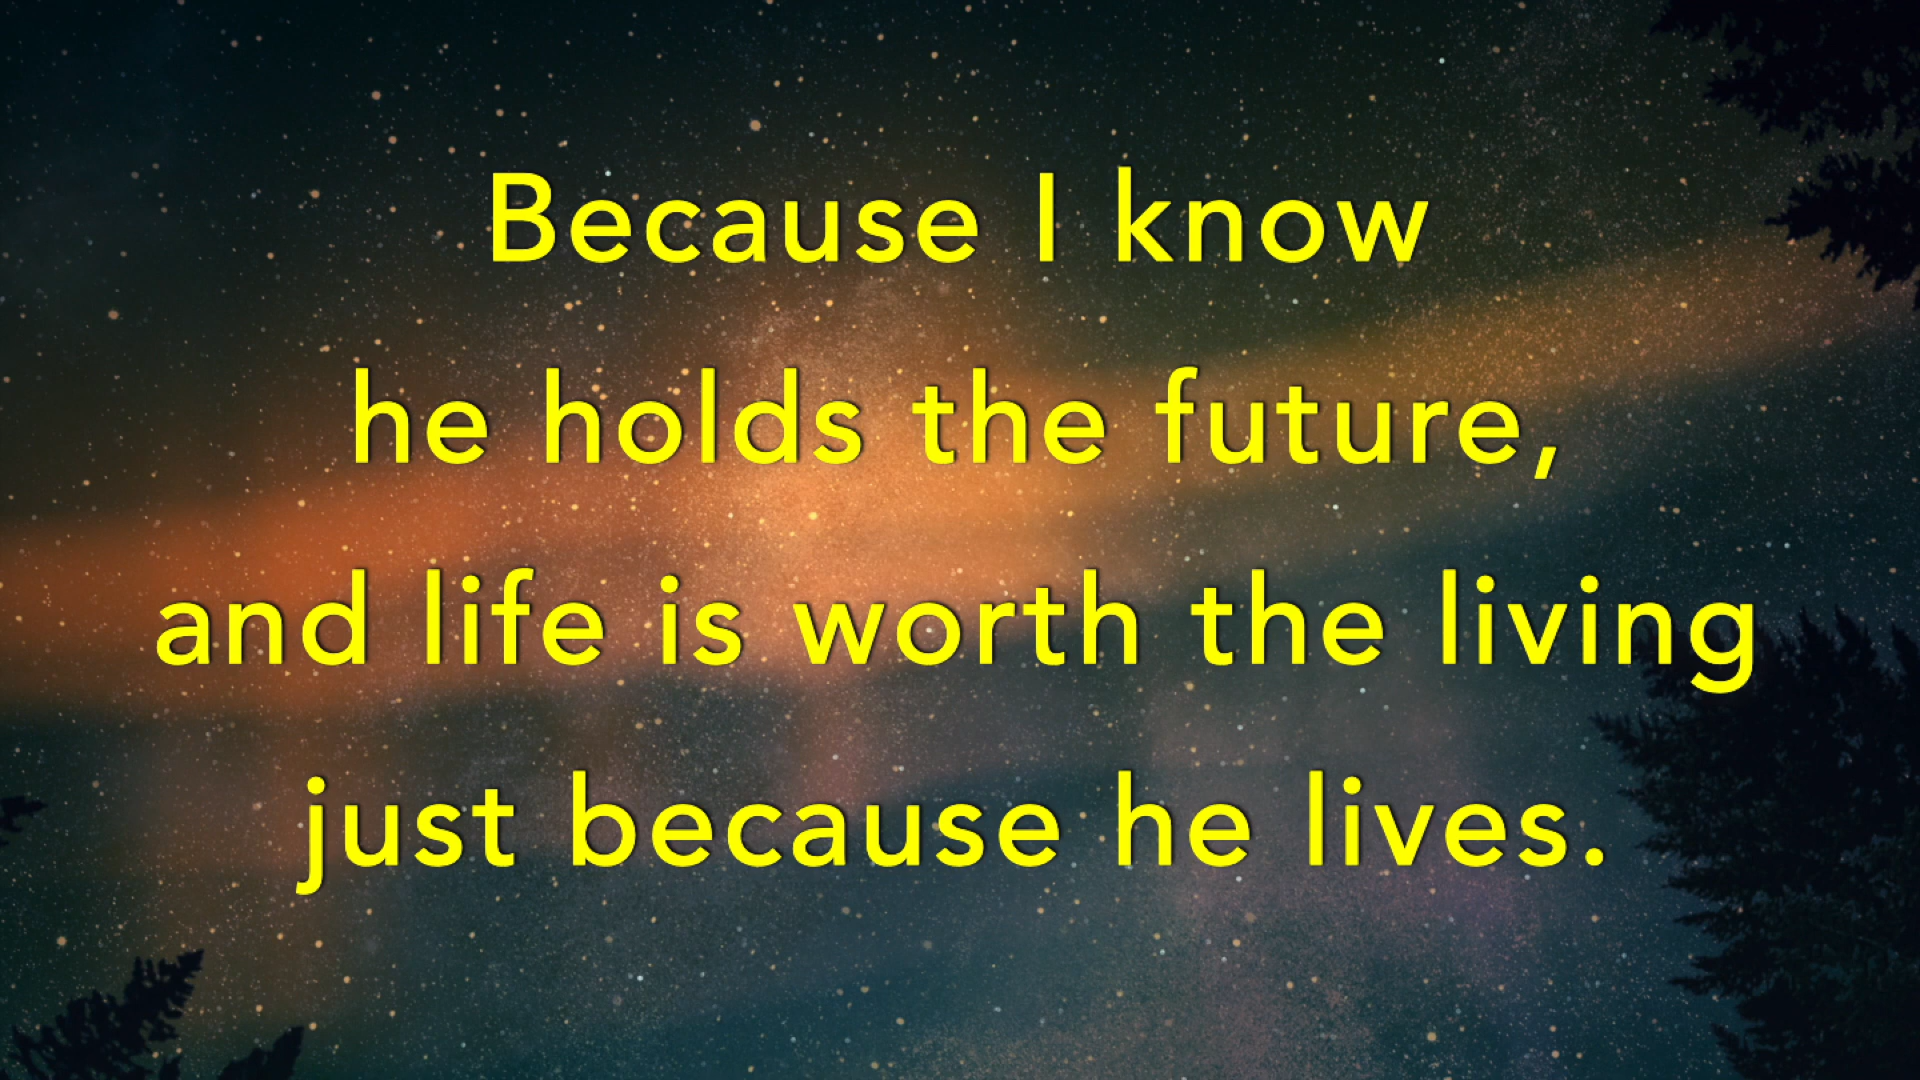 Because I know
he holds the future,
and life is worth the living
just because he lives.